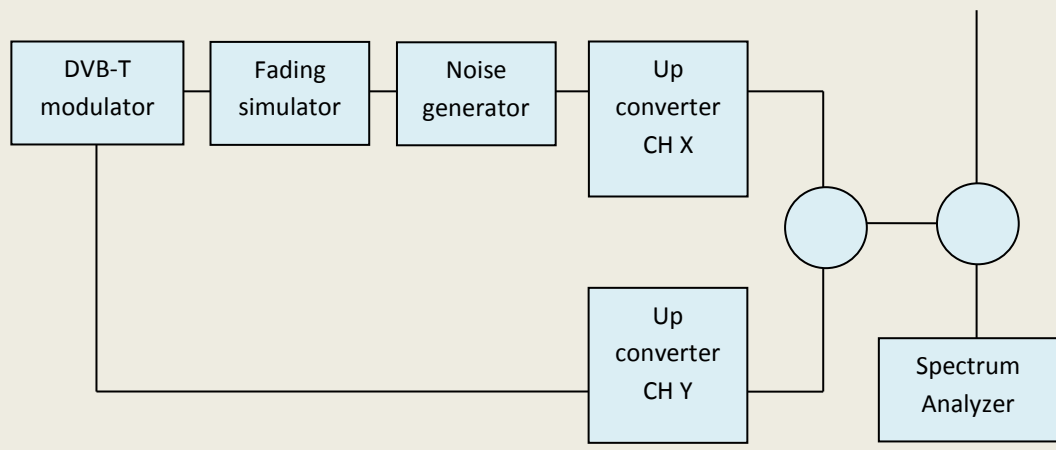 DVB-T
modulator
Fading
simulator
Noise
generator
Up
converter
CH X
Up
converter
CH Y
Spectrum
Analyzer